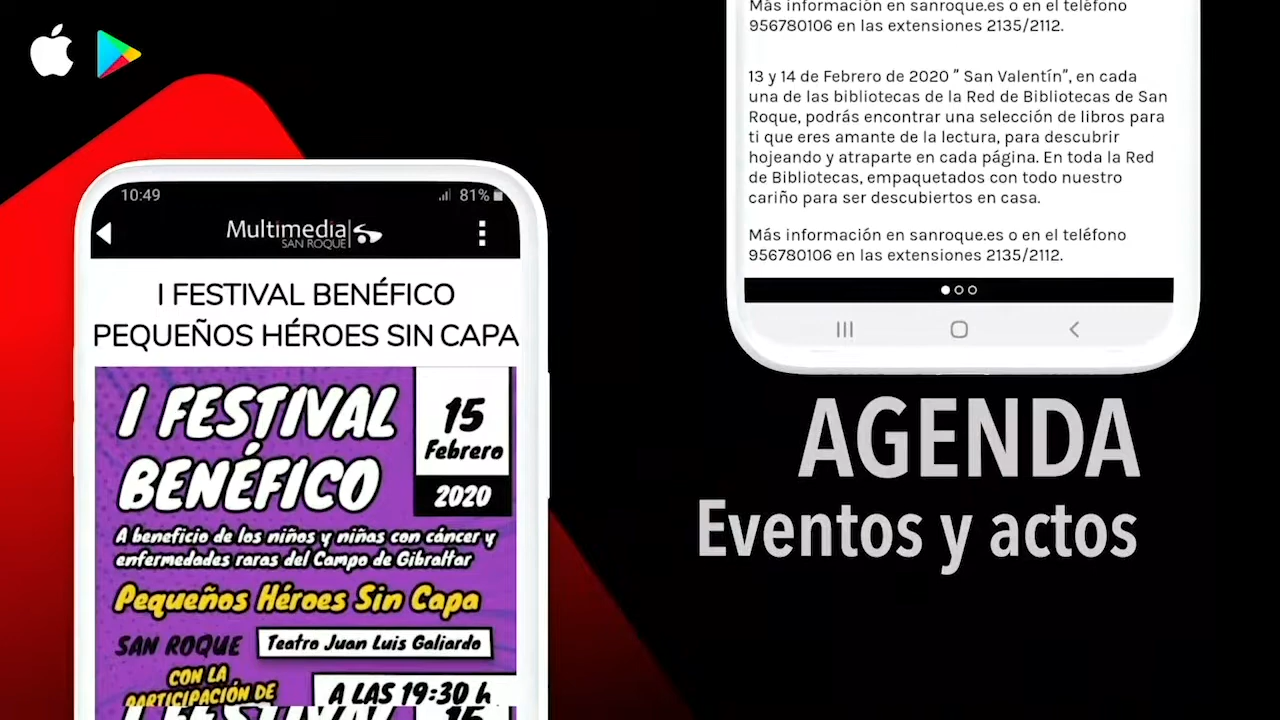 10:49
81%
Multimedia
SAN ROQUE
I FESTIVAL BENÉFICO
PEQUEÑOS HÉROES SIN CAPA
I FESTIVAL
BENÉFICO
15
Febrero
2020
A beneficio de los niños y niñas con cáncer y
enfermedades raras del Campo de Gibraltar
Pequeños Héroes Sin Capa
SAN ROQUE
Teatro Juan Luis Galiardo
CON LA
PARTICIPACIÓN DE
A LAS 19:30 h
I FESTIVAL
15
Más información en sanroque.es o en el teléfono
956780106 en las extensiones 2135/2112.
13 y 14 de Febrero de 2020 " San Valentín", en cada
una de las bibliotecas de la Red de Bibliotecas de San
Roque, podrás encontrar una selección de libros para
ti que eres amante de la lectura, para descubrir
hojeando y atraparte en cada página. En toda la Red
de Bibliotecas, empaquetados con todo nuestro
cariño para ser descubiertos en casa.
Más información en sanroque.es o en el teléfono
956780106 en las extensiones 2135/2112.
AGENDA
Eventos y actos